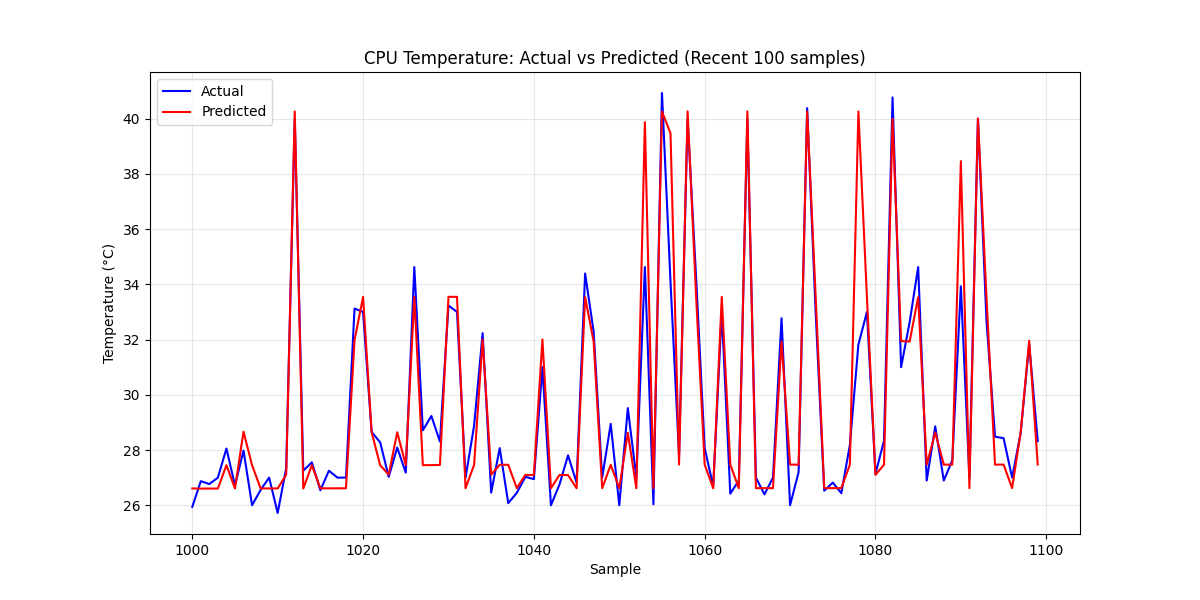 CPU Temperature: Actual vs Predicted (Recent 100 samples)
Actual
Predicted
40
38
36
34
32
30
28
26
Temperature (°C)
1000 1020 1040 1060 1080 1100
Sample